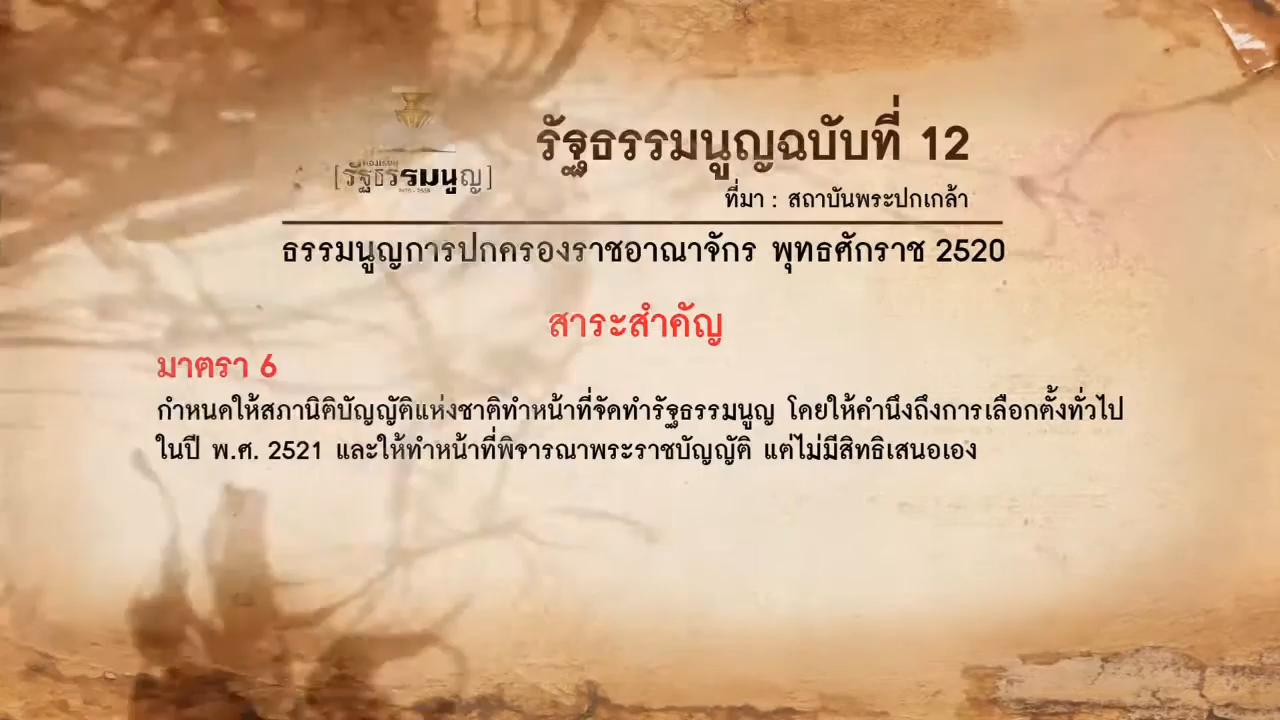 รัฐธรรมนูญฉบับที่ 12
[รัฐธรรมนูญ]
ที่มา : สถาบันพระปกเกล้า
ธรรมนูญการปกครองราชอาณาจักร พุทธศักราช 2520
สาระสำคัญ
มาตรา 6
กำหนดให้สภานิติบัญญัติแห่งชาติทำหน้าที่จัดทำรัฐธรรมนูญ โดยให้คำนึงถึงการเลือกตั้งทั่วไป
ในปี พ.ศ. 2521 และให้ทำหน้าที่พิจารณาพระราชบัญญัติ แต่ไม่มีสิทธิเสนอเอง